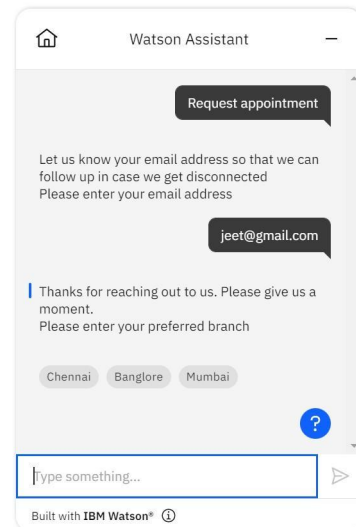 Watson Assistant
Request appointment
Let us know your email address so that we can
follow up in case we get disconnected
Please enter your email address
jeet@gmail.com
Thanks for reaching out to us. Please give us a
moment.
Please enter your preferred branch
Chennai Banglore Mumbai
?
Type something...
Built with IBM Watson® i